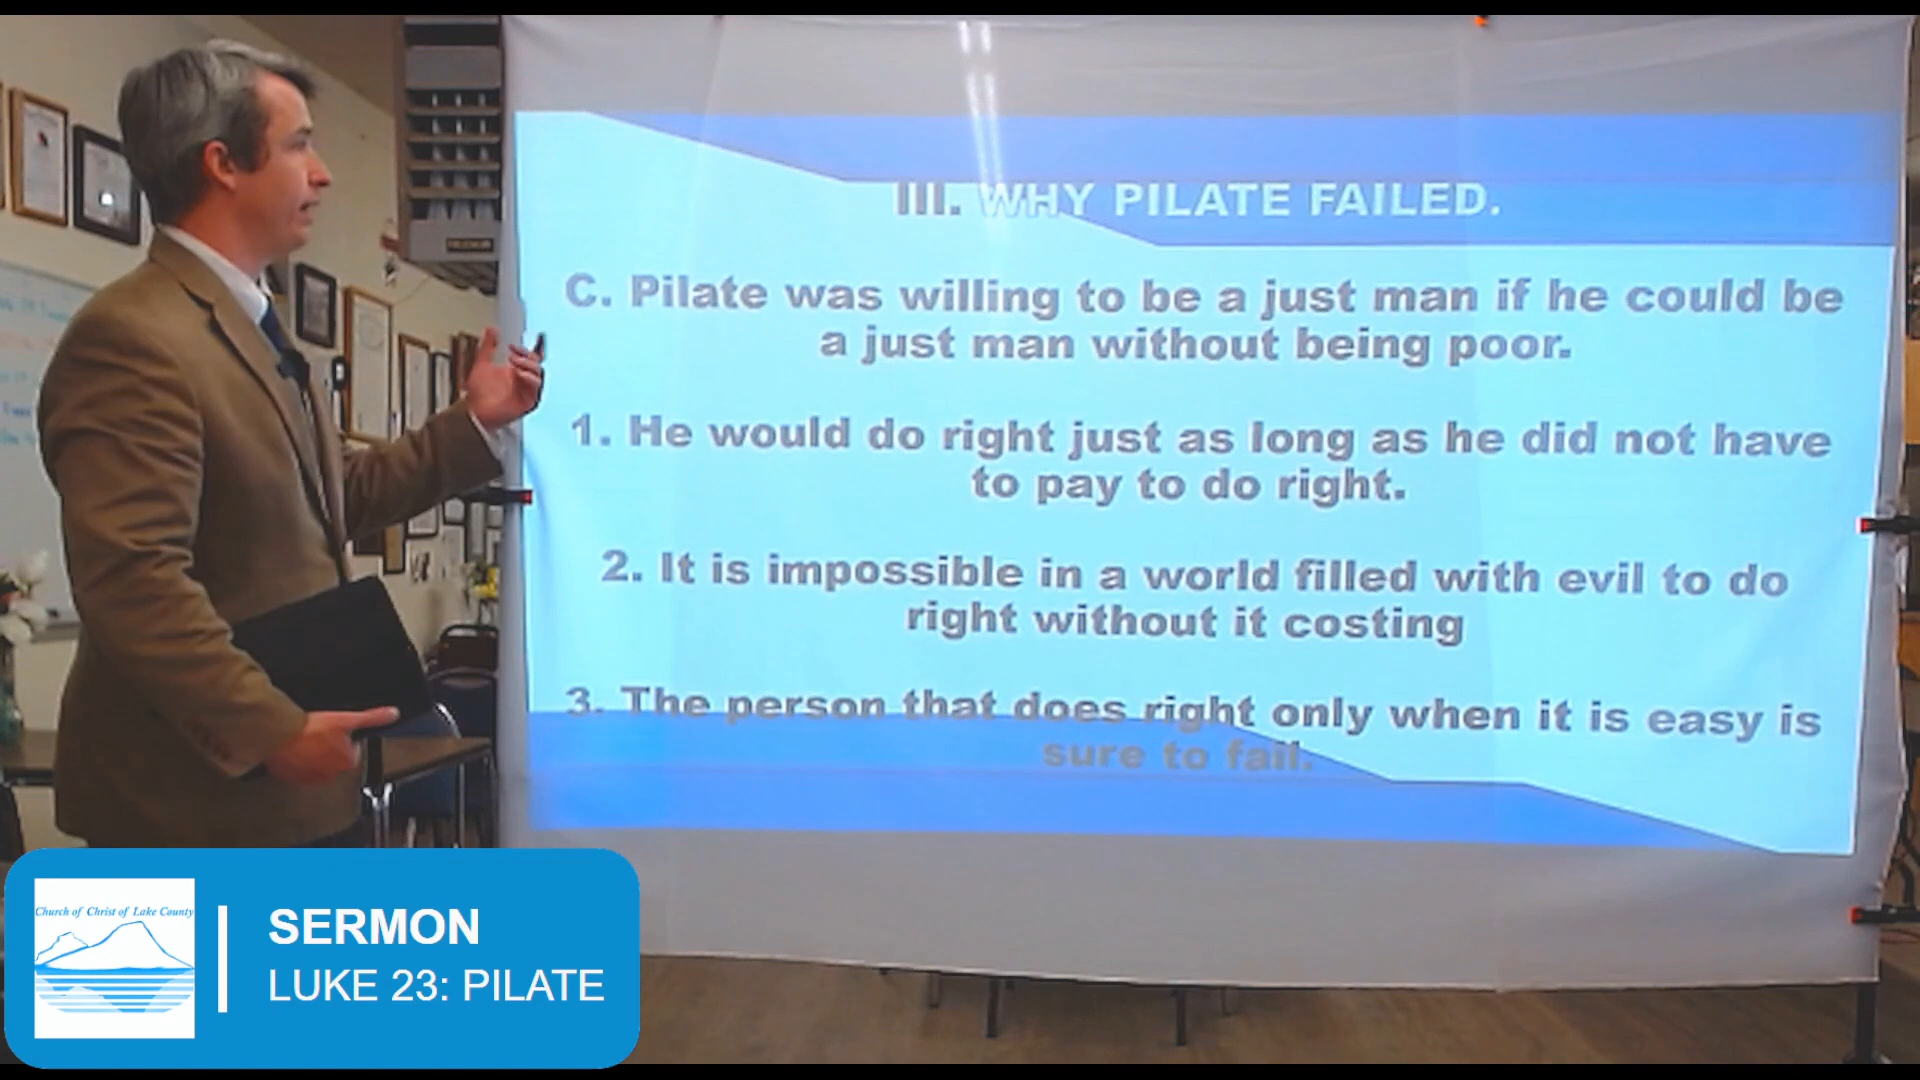 III. WHY PILATE FAILED.
C. Pilate was willing to be a just man if he could be
a just man without being poor.
1. He would do right just as long as he did not have
to pay to do right.
2. It is impossible in a world filled with evil to do
right without it costing
3. The person that does right only when it is easy is
sure to fail.
Church of Christ of Lake County
SERMON
LUKE 23: PILATE